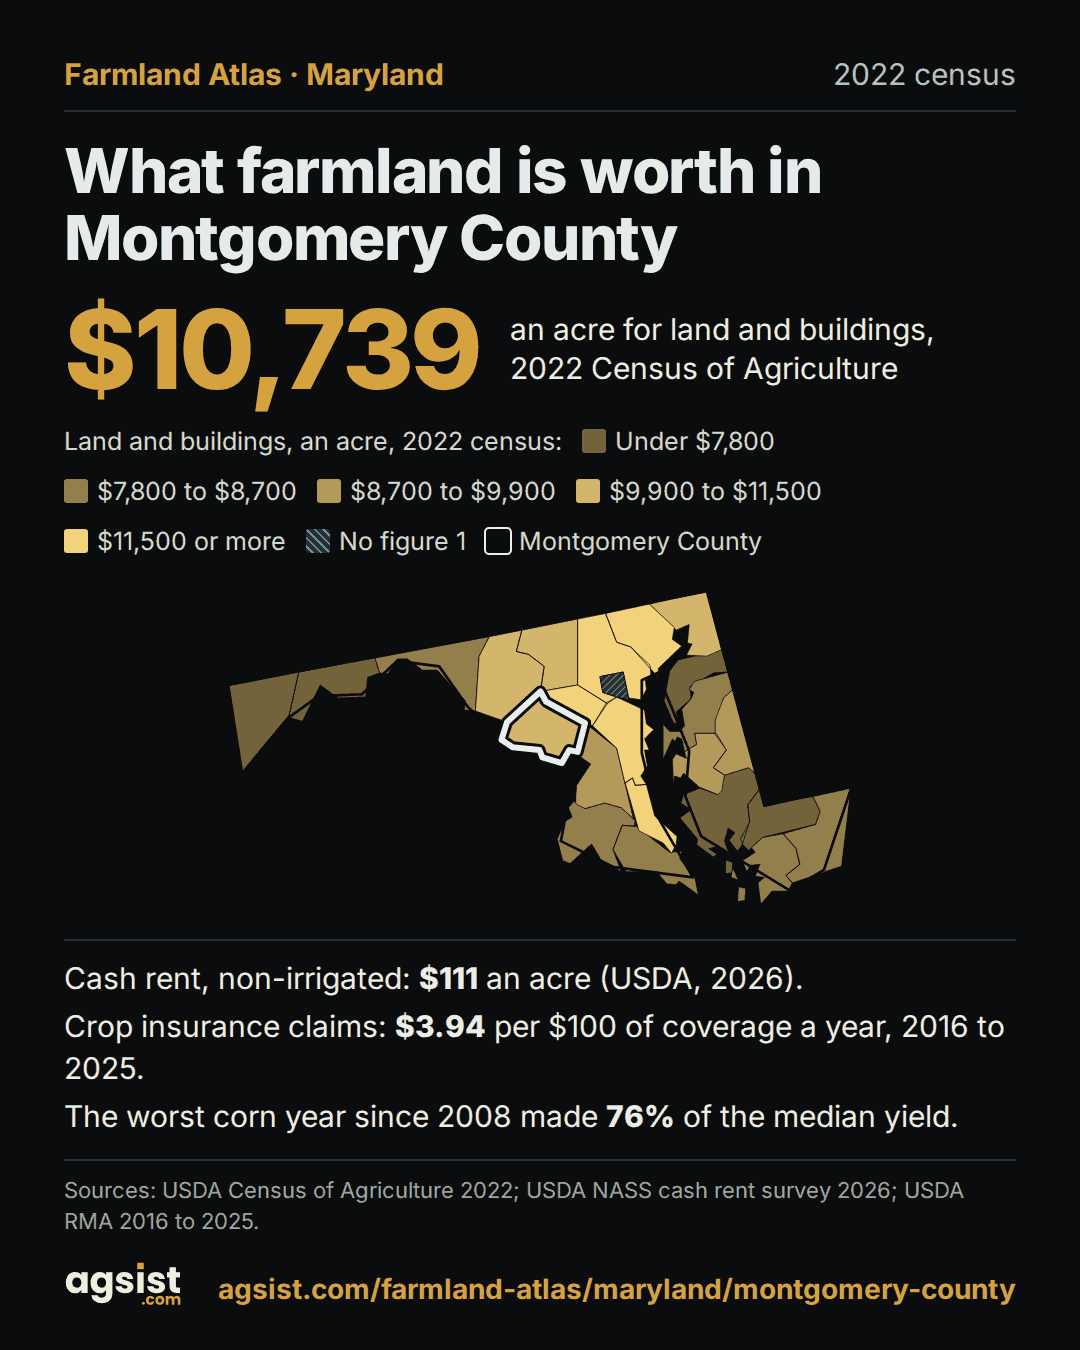 Farmland Atlas · Maryland
2022 census
What farmland is worth in
Montgomery County
$10,739
an acre for land and buildings,
2022 Census of Agriculture
Land and buildings, an acre, 2022 census: Under $7,800
$7,800 to $8,700 $8,700 to $9,900 $9,900 to $11,500
$11,500 or more No figure 1 Montgomery County
Cash rent, non-irrigated: $111 an acre (USDA, 2026).
Crop insurance claims: $3.94 per $100 of coverage a year, 2016 to
2025.
The worst corn year since 2008 made 76% of the median yield.
Sources: USDA Census of Agriculture 2022; USDA NASS cash rent survey 2026; USDA
RMA 2016 to 2025.
agsist
.com
agsist.com/farmland-atlas/maryland/montgomery-county